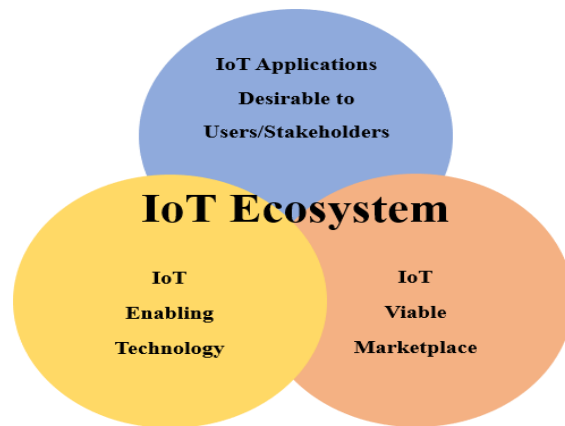 IoT Applications
Desirable to
Users/Stakeholders
IoT Ecosystem
IoT
Enabling
Technology
IoT
Viable
Marketplace